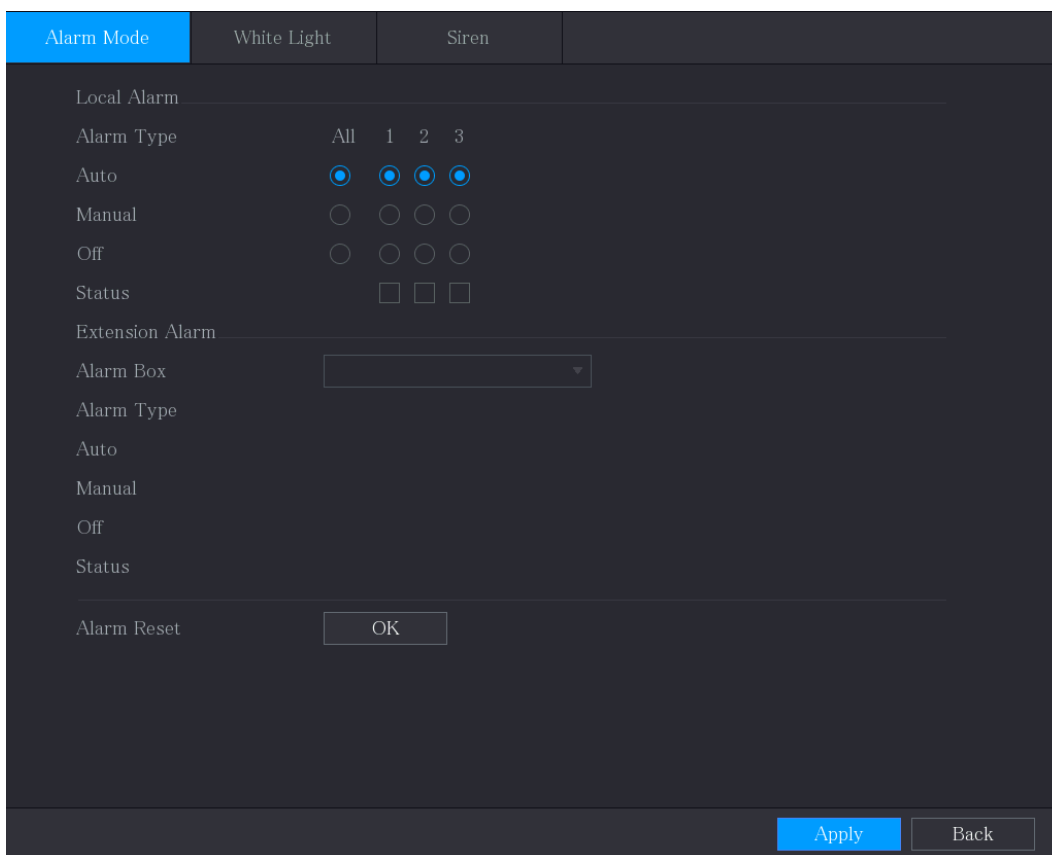 Alarm Mode White Light Siren
Local Alarm
Alarm Type All 1 2 3
Auto
Manual
Off
Status
Extension Alarm
Alarm Box
Alarm Type
Auto
Manual
Off
Status
Alarm Reset OK
Apply Back